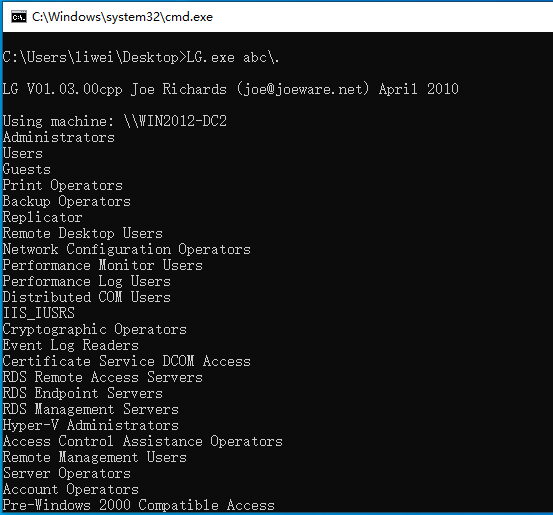 C:\Windows\system32\cmd.exe
C:\Users\liwei\Desktop>LG.exe abc\.
LG V01.03.00cpp Joe Richards (joe@joeware.net) April 2010
Using machine: \\WIN2012-DC2
Administrators
Users
Guests
Print Operators
Backup Operators
Replicator
Remote Desktop Users
Network Configuration Operators
Performance Monitor Users
Performance Log Users
Distributed COM Users
IIS_IUSRS
Cryptographic Operators
Event Log Readers
Certificate Service DCOM Access
RDS Remote Access Servers
RDS Endpoint Servers
RDS Management Servers
Hyper-V Administrators
Access Control Assistance Operators
Remote Management Users
Server Operators
Account Operators
Pre-Windows 2000 Compatible Access